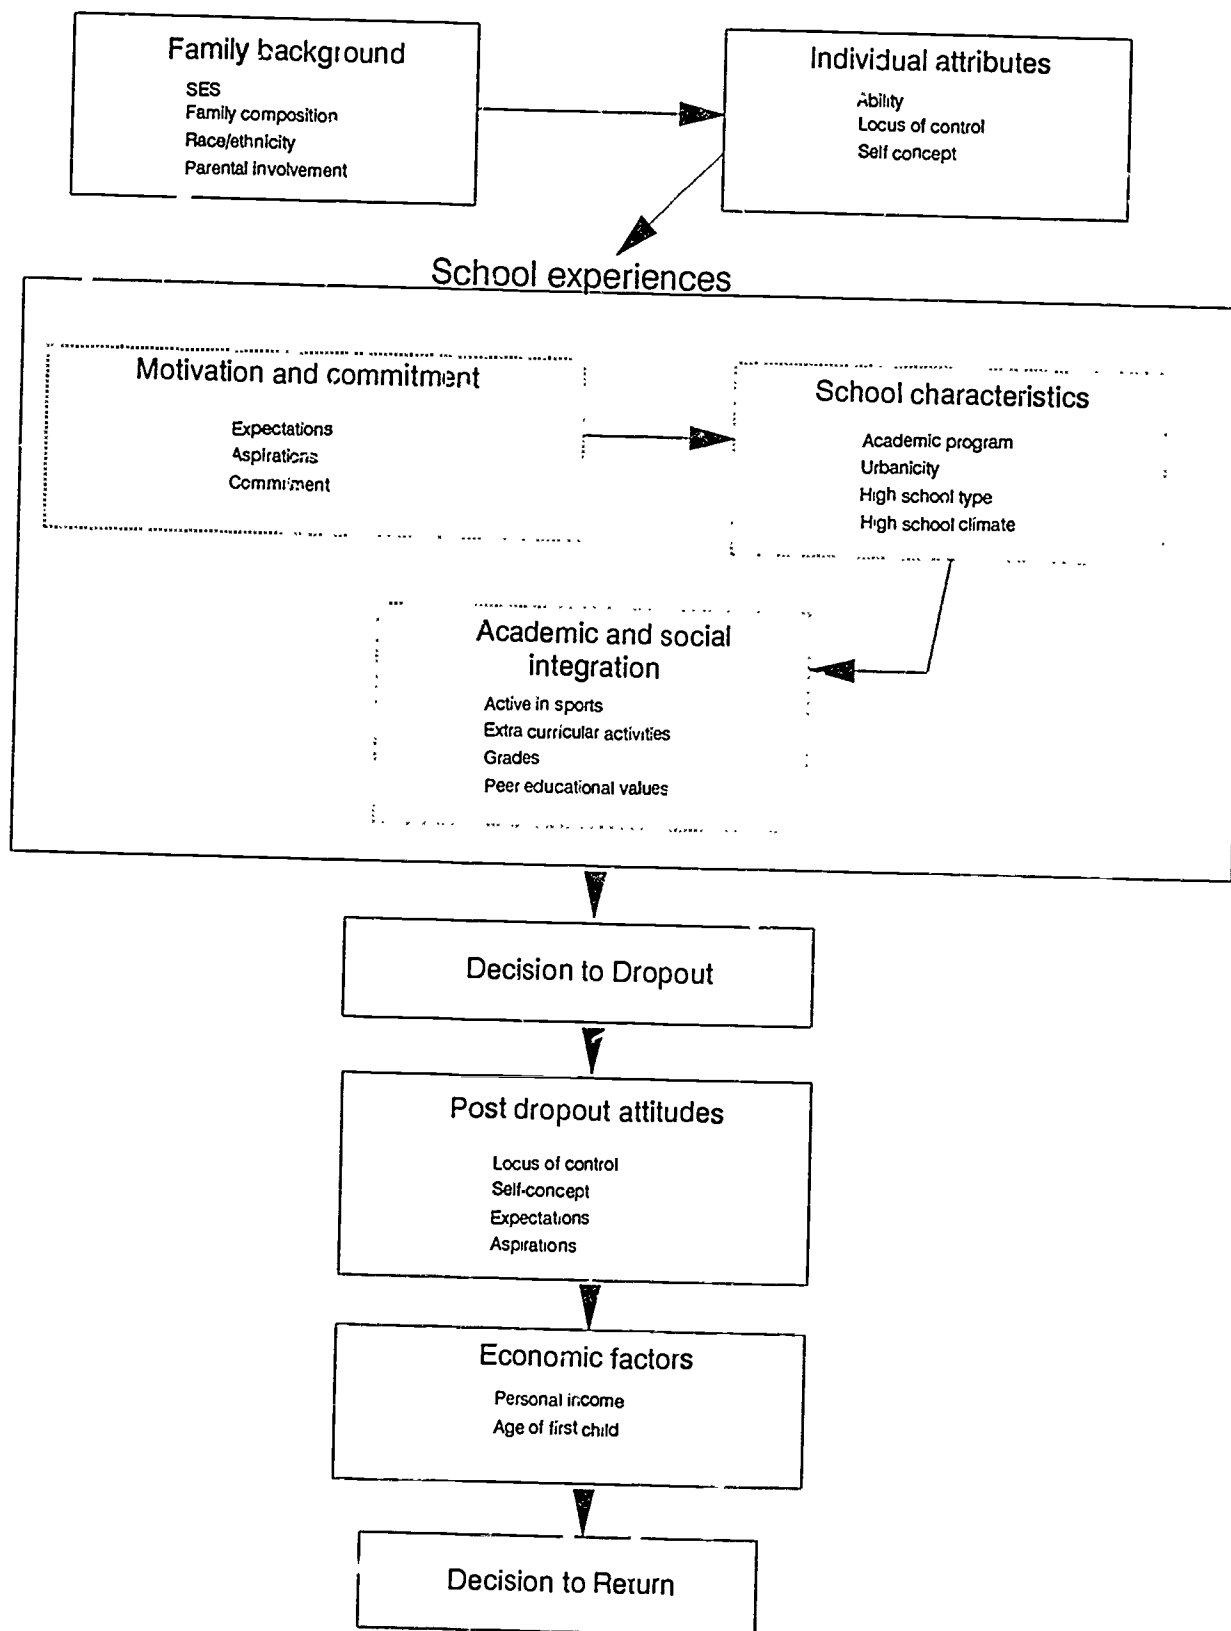 Family background
SES
Family composition
Race/ethnicity
Parental involvement
Individual attributes
Ability
Locus of control
Self concept
School experiences
Motivation and commitment
Expectations
Aspirations
Commitment
School characteristics
Academic program
Urbanicity
High school type
High school climate
Academic and social
integration
Active in sports
Extra curricular activities
Grades
Peer educational values
Decision to Dropout
Post dropout attitudes
Locus of control
Self-concept
Expectations
Aspirations
Economic factors
Personal income
Age of first child
Decision to Return